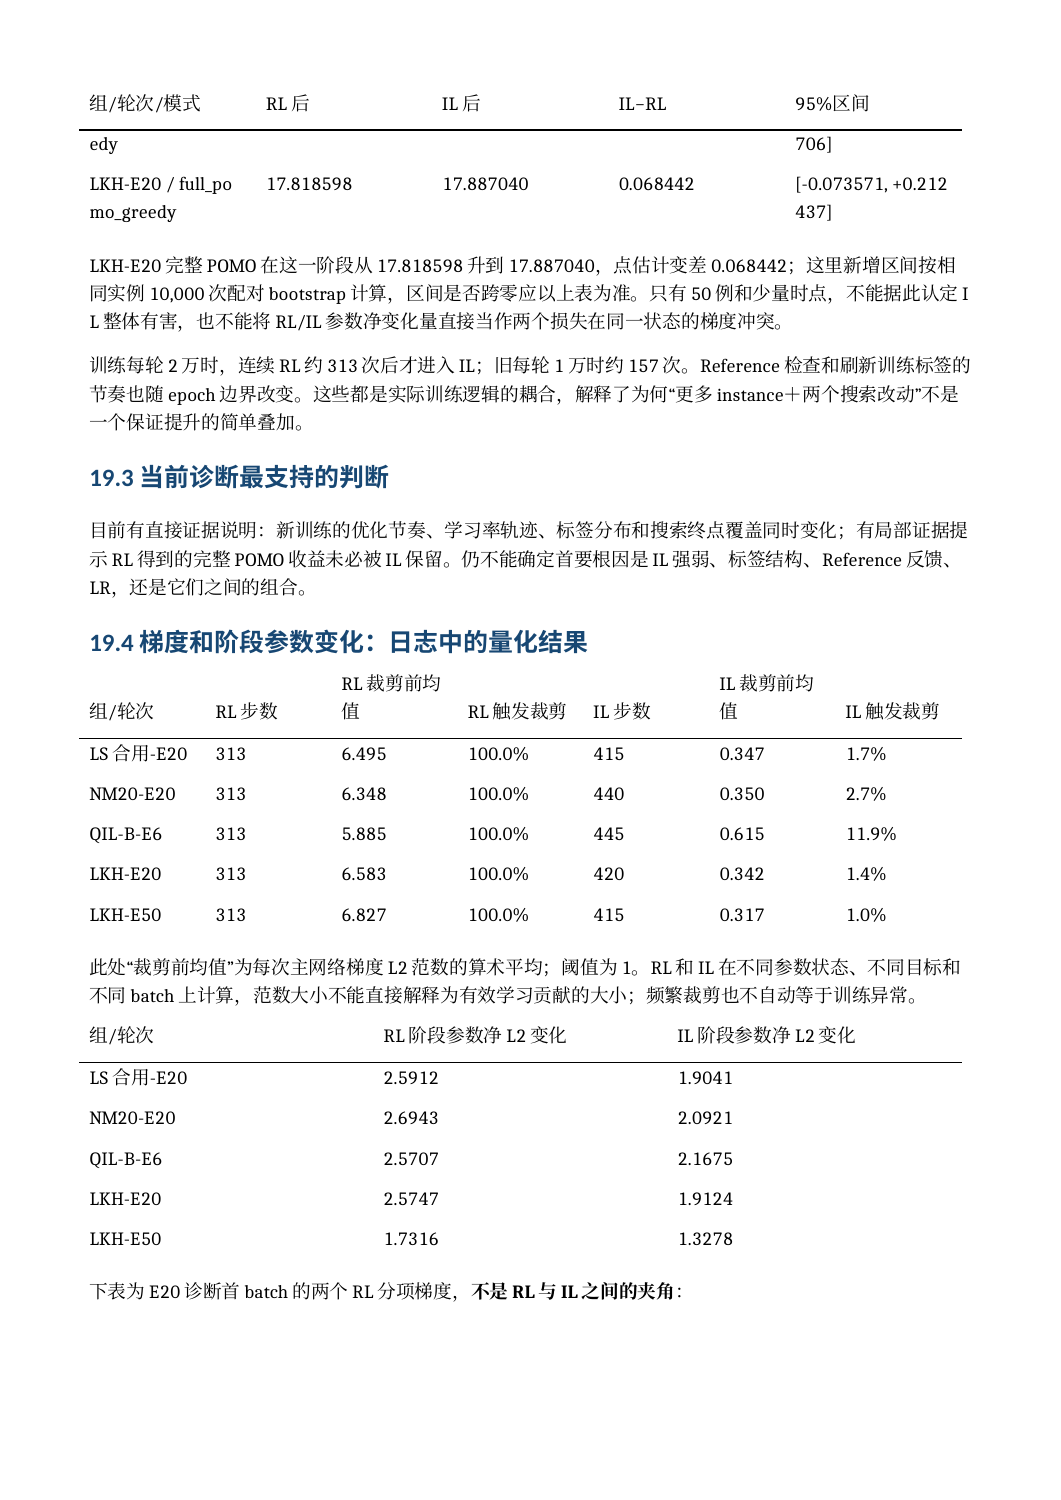 组/轮次/模式 RL 后 IL 后 IL−RL 95%区间
edy 706]
LKH-E20 / full_po 17.818598 17.887040 0.068442 [-0.073571, +0.212
mo_greedy 437]
LKH-E20 完整 POMO 在这一阶段从 17.818598 升到 17.887040，点估计变差 0.068442；这里新增区间按相
同实例 10,000 次配对 bootstrap 计算，区间是否跨零应以上表为准。只有 50 例和少量时点，不能据此认定 I
L 整体有害，也不能将 RL/IL 参数净变化量直接当作两个损失在同一状态的梯度冲突。
训练每轮 2 万时，连续 RL 约 313 次后才进入 IL；旧每轮 1 万时约 157 次。Reference 检查和刷新训练标签的
节奏也随 epoch 边界改变。这些都是实际训练逻辑的耦合，解释了为何“更多 instance＋两个搜索改动”不是
一个保证提升的简单叠加。
19.3 当前诊断最支持的判断
目前有直接证据说明：新训练的优化节奏、学习率轨迹、标签分布和搜索终点覆盖同时变化；有局部证据提
示 RL 得到的完整 POMO 收益未必被 IL 保留。仍不能确定首要根因是 IL 强弱、标签结构、Reference 反馈、
LR，还是它们之间的组合。
19.4 梯度和阶段参数变化：日志中的量化结果
RL 裁剪前均 IL 裁剪前均
组/轮次 RL 步数 值 RL 触发裁剪 IL 步数 值 IL 触发裁剪
LS 合用-E20 313 6.495 100.0% 415 0.347 1.7%
NM20-E20 313 6.348 100.0% 440 0.350 2.7%
QIL-B-E6 313 5.885 100.0% 445 0.615 11.9%
LKH-E20 313 6.583 100.0% 420 0.342 1.4%
LKH-E50 313 6.827 100.0% 415 0.317 1.0%
此处“裁剪前均值”为每次主网络梯度 L2 范数的算术平均；阈值为 1。RL 和 IL 在不同参数状态、不同目标和
不同 batch 上计算，范数大小不能直接解释为有效学习贡献的大小；频繁裁剪也不自动等于训练异常。
组/轮次 RL 阶段参数净 L2 变化 IL 阶段参数净 L2 变化
LS 合用-E20 2.5912 1.9041
NM20-E20 2.6943 2.0921
QIL-B-E6 2.5707 2.1675
LKH-E20 2.5747 1.9124
LKH-E50 1.7316 1.3278
下表为 E20 诊断首 batch 的两个 RL 分项梯度，不是 RL 与 IL 之间的夹角：